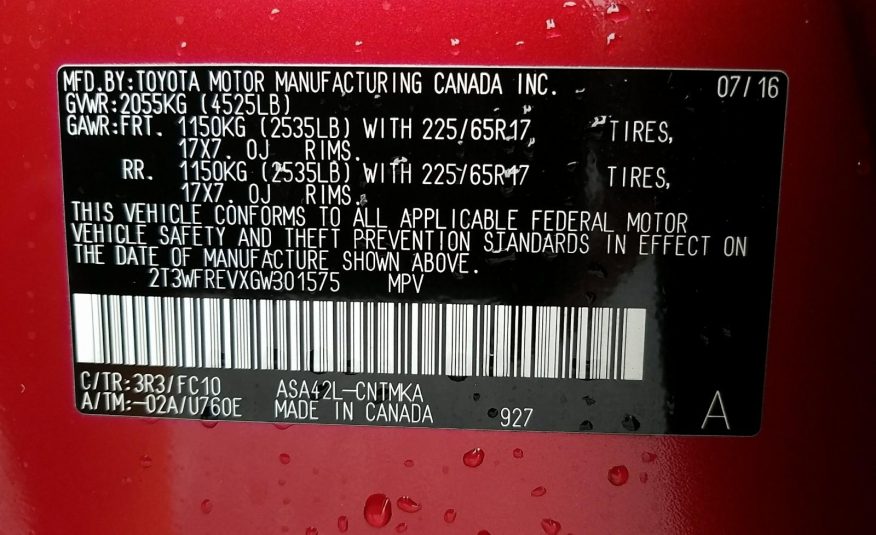 MFD.BY:TOYOTA MOTOR MANUFACTURING CANADA INC. 07/16
GVWR:2055KG (4525LB)
GAWR:FRT. 1150KG (2535LB) WITH 225/65R17 TIRES,
17X7.0J RIMS.
RR. 1150KG (2535LB) WITH 225/65R17 TIRES,
17X7.0J RIMS.
THIS VEHICLE CONFORMS TO ALL APPLICABLE FEDERAL MOTOR
VEHICLE SAFETY AND THEFT PREVENTION STANDARDS IN EFFECT ON
THE DATE OF MANUFACTURE SHOWN ABOVE.
2T3WFREVXGW301575 MPV
C/TR:3R3/FC10 ASA42L-CNTMKA
A/TM:-02A/U760E MADE IN CANADA 927 A